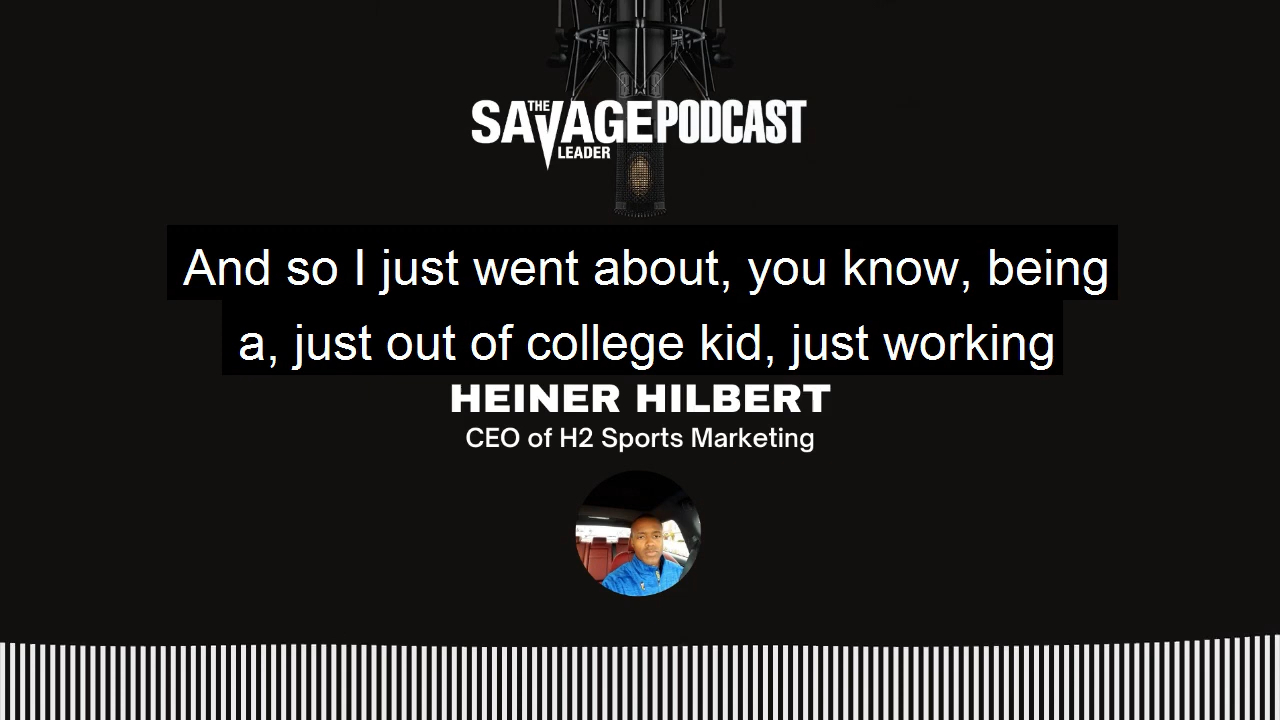 THE SAVAGE PODCAST
LEADER
And so I just went about, you know, being
a, just out of college kid, just working
HEINER HILBERT
CEO of H2 Sports Marketing